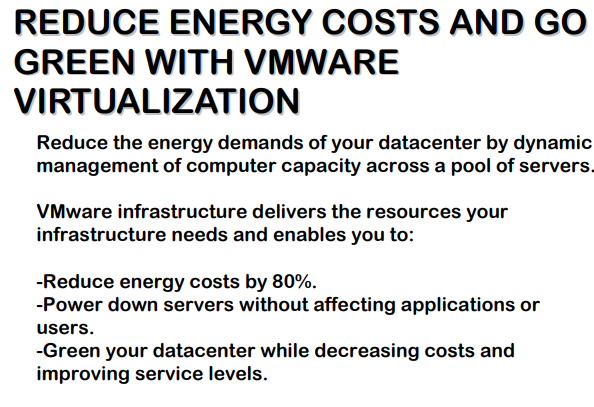 REDUCE ENERGY COSTS AND GO
GREEN WITH VMWARE
VIRTUALIZATION
Reduce the energy demands of your datacenter by dynamic
management of computer capacity across a pool of servers.
VMware infrastructure delivers the resources your
infrastructure needs and enables you to:
-Reduce energy costs by 80%.
-Power down servers without affecting applications or
users.
-Green your datacenter while decreasing costs and
improving service levels.